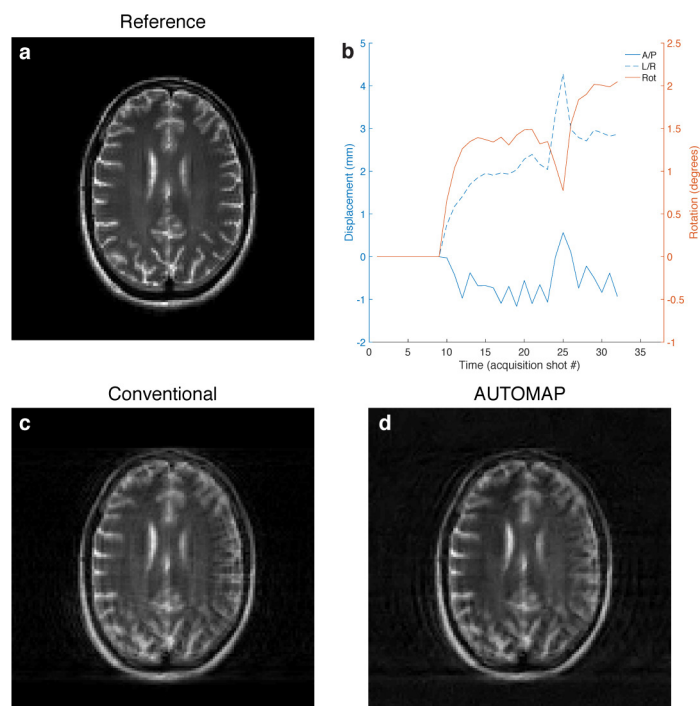 Reference
a
b
Displacement (mm)
5
4
3
2
1
0
-1
-2
A/P
L/R
Rot
2.5
2
1.5
1
0.5
0
-0.5
-1
Rotation (degrees)
0 5 10 15 20 25 30 35
Time (acquisition shot #)
Conventional
AUTOMAP
c
d